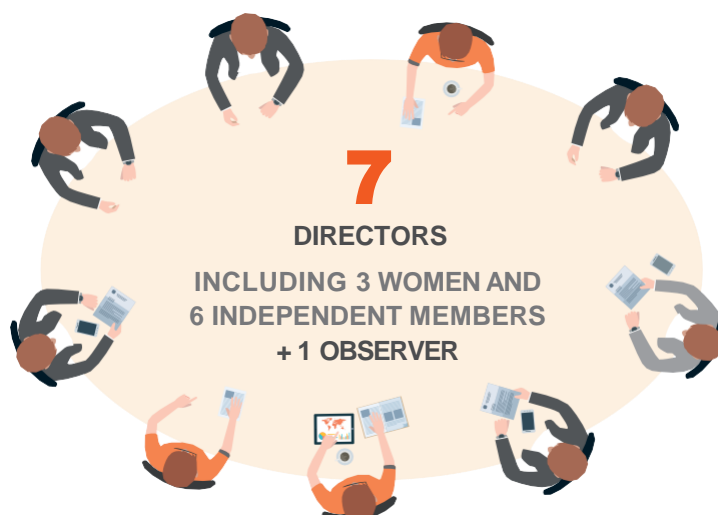 7
DIRECTORS
INCLUDING 3 WOMEN AND
6 INDEPENDENT MEMBERS
+ 1 OBSERVER